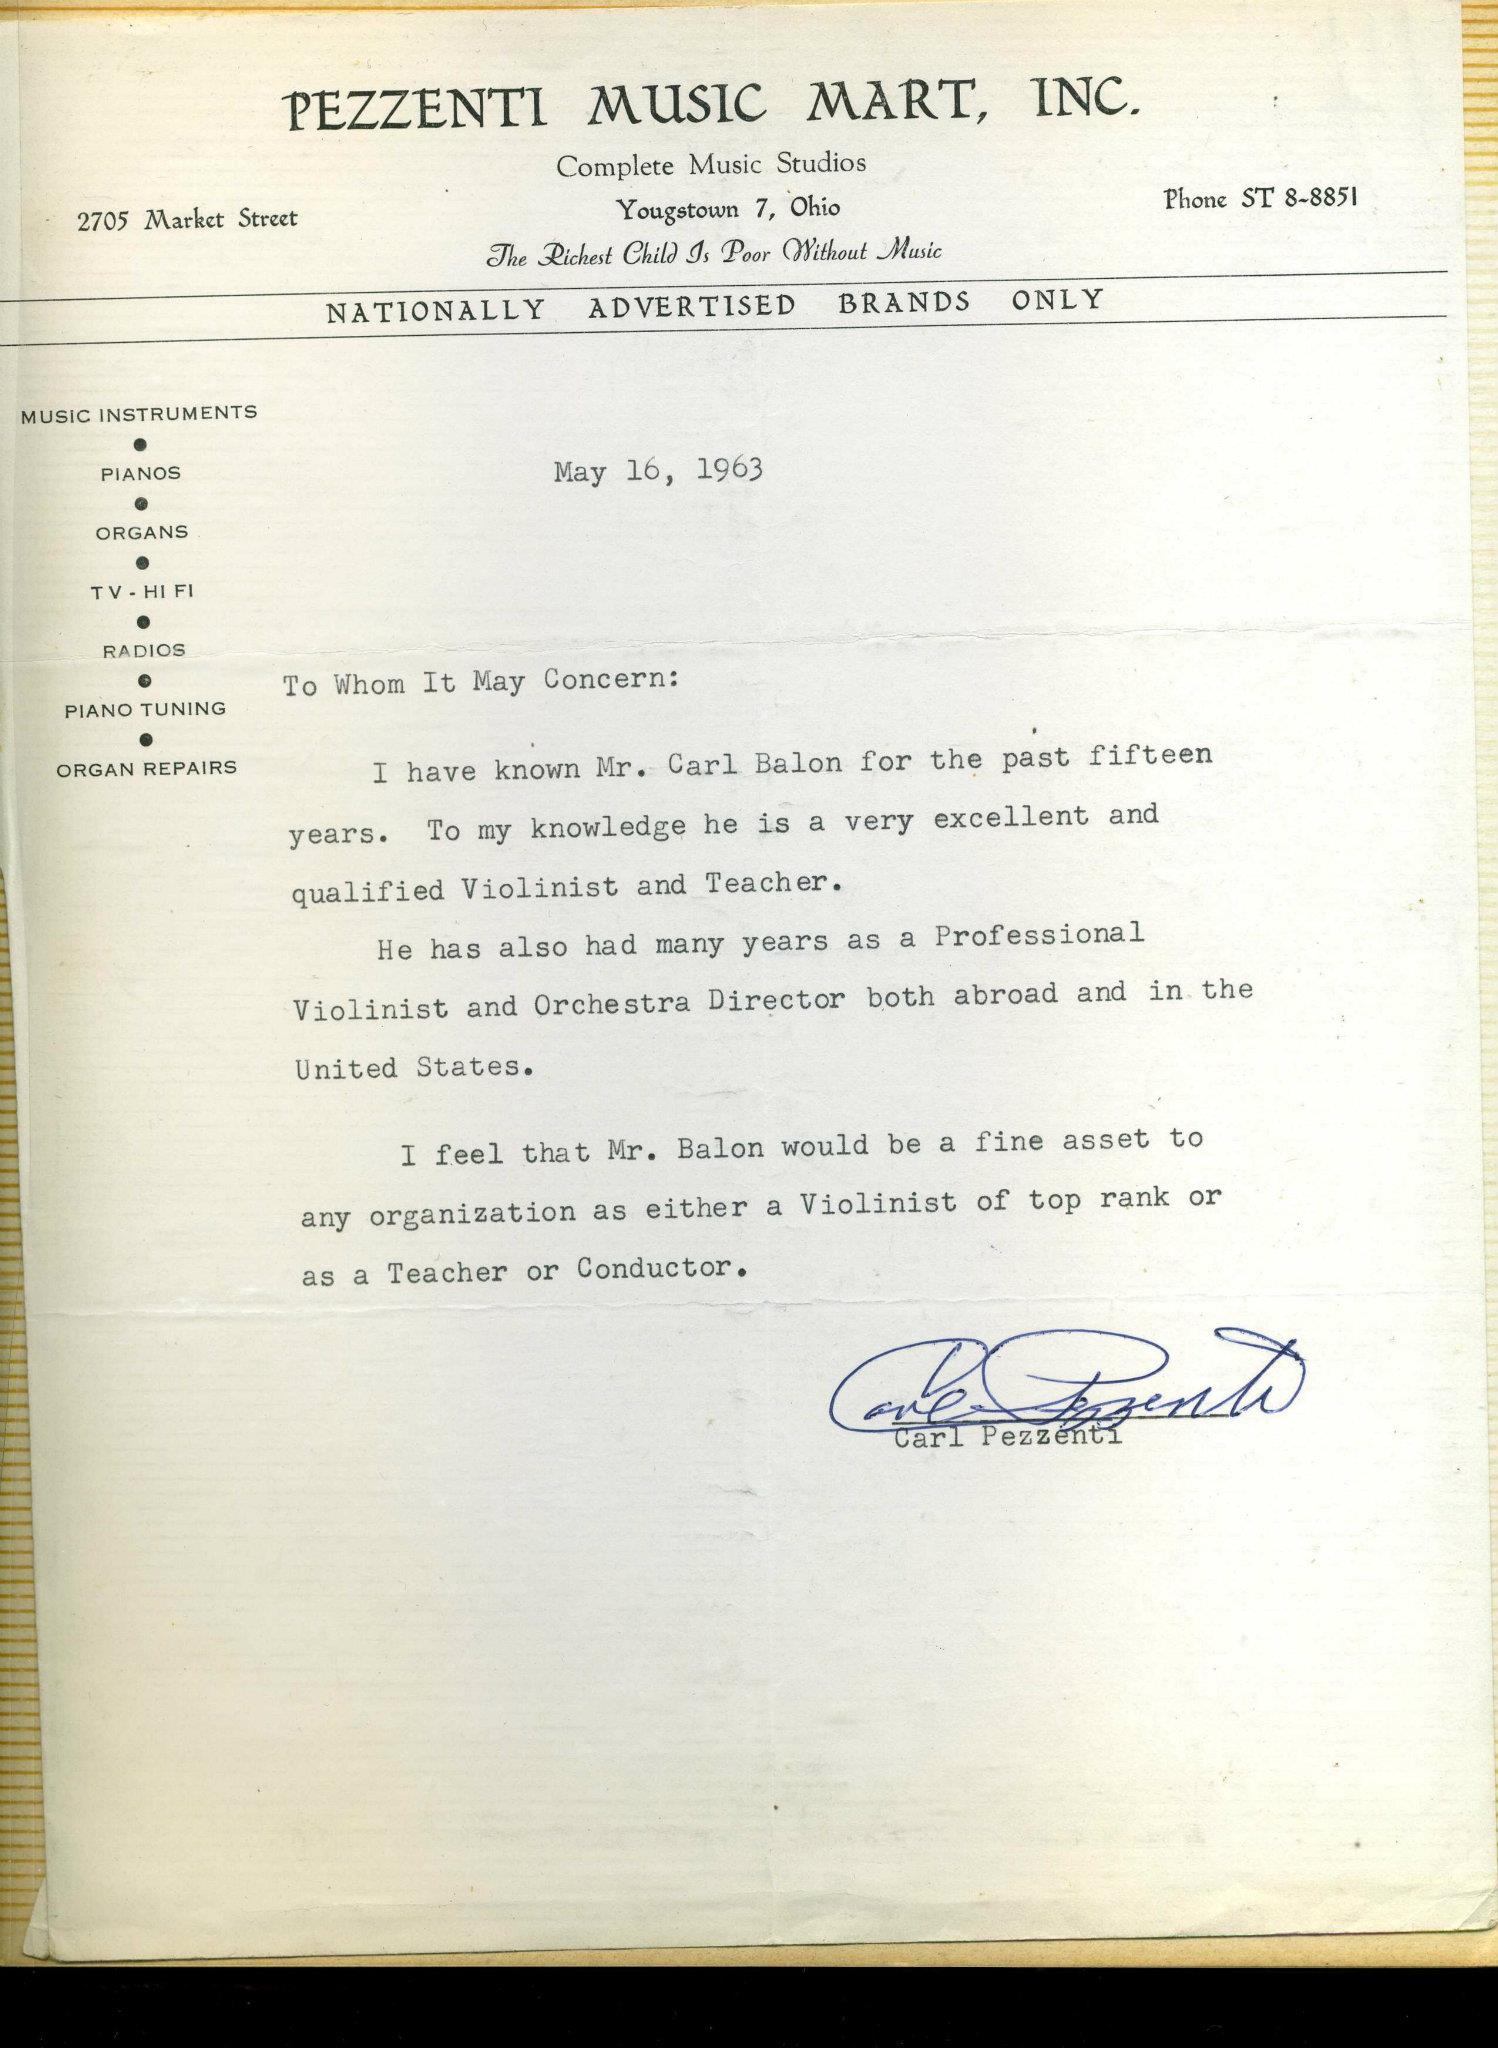 PEZZENTI MUSIC MART, INC.
Complete Music Studios
2705 Market Street
Yougstown 7, Ohio
Phone ST 8-8851
The Richest Child Is Poor Without Music
NATIONALLY ADVERTISED BRANDS ONLY
MUSIC INSTRUMENTS
●
PIANOS
●
ORGANS
●
TV - HI FI
●
RADIOS
●
PIANO TUNING
●
ORGAN REPAIRS
May 16, 1963
To Whom It May Concern:
I have known Mr. Carl Balon for the past fifteen
years. To my knowledge he is a very excellent and
qualified Violinist and Teacher.
He has also had many years as a Professional
Violinist and Orchestra Director both abroad and in the
United States.
I feel that Mr. Balon would be a fine asset to
any organization as either a Violinist of top rank or
as a Teacher or Conductor.
Carl Pezzenti
Carl Pezzenti